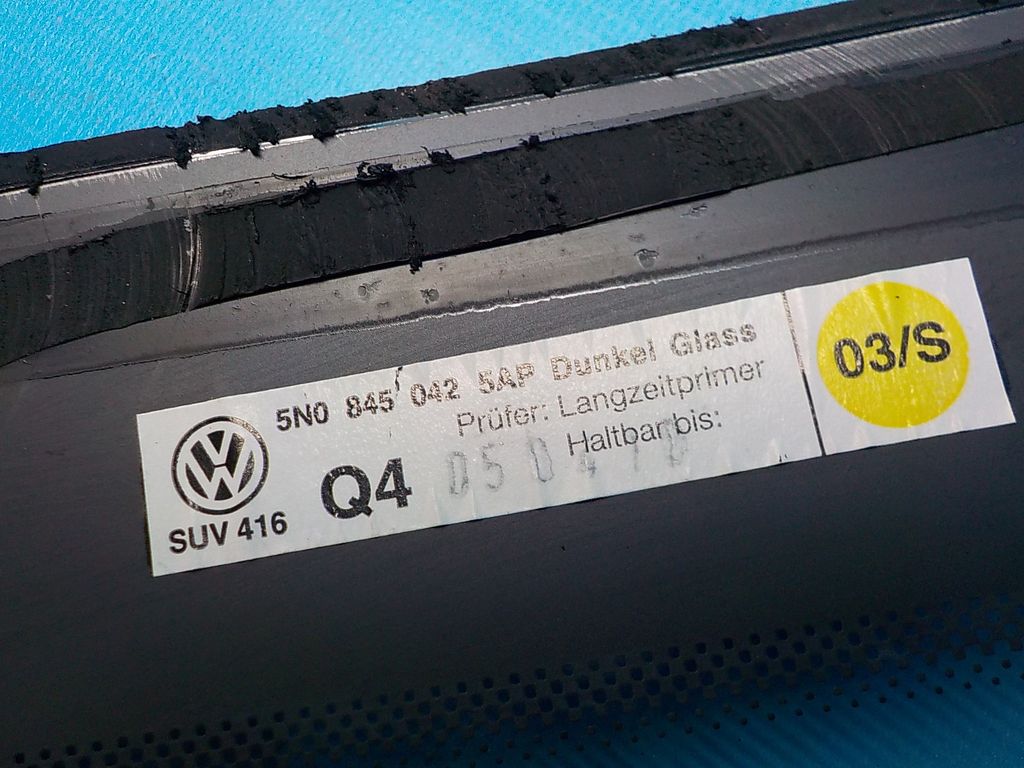 5N0 845 042 5AP Dunkel Glass
Prüfer: Langzeitprimer
Haltbar bis:
Q4
SUV 416
03/S